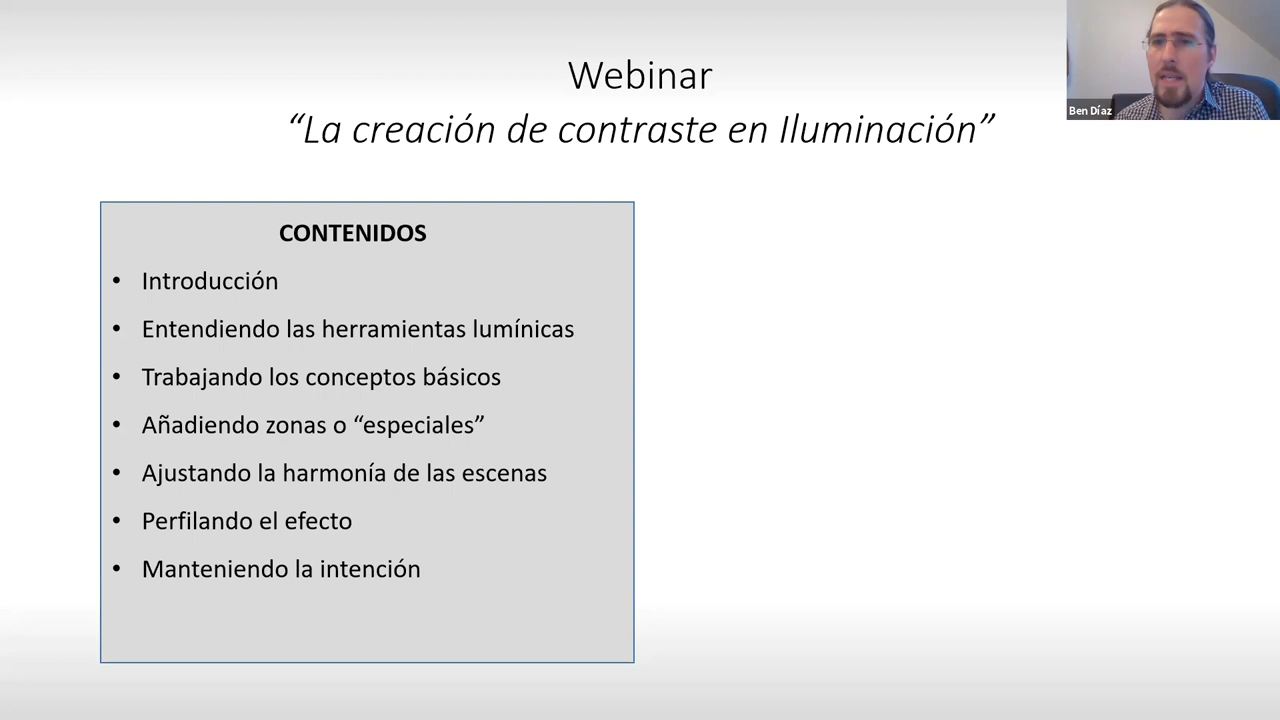 Webinar
“La creación de contraste en Iluminación”
Ben Díaz
CONTENIDOS
• Introducción
• Entendiendo las herramientas lumínicas
• Trabajando los conceptos básicos
• Añadiendo zonas o “especiales”
• Ajustando la harmonía de las escenas
• Perfilando el efecto
• Manteniendo la intención